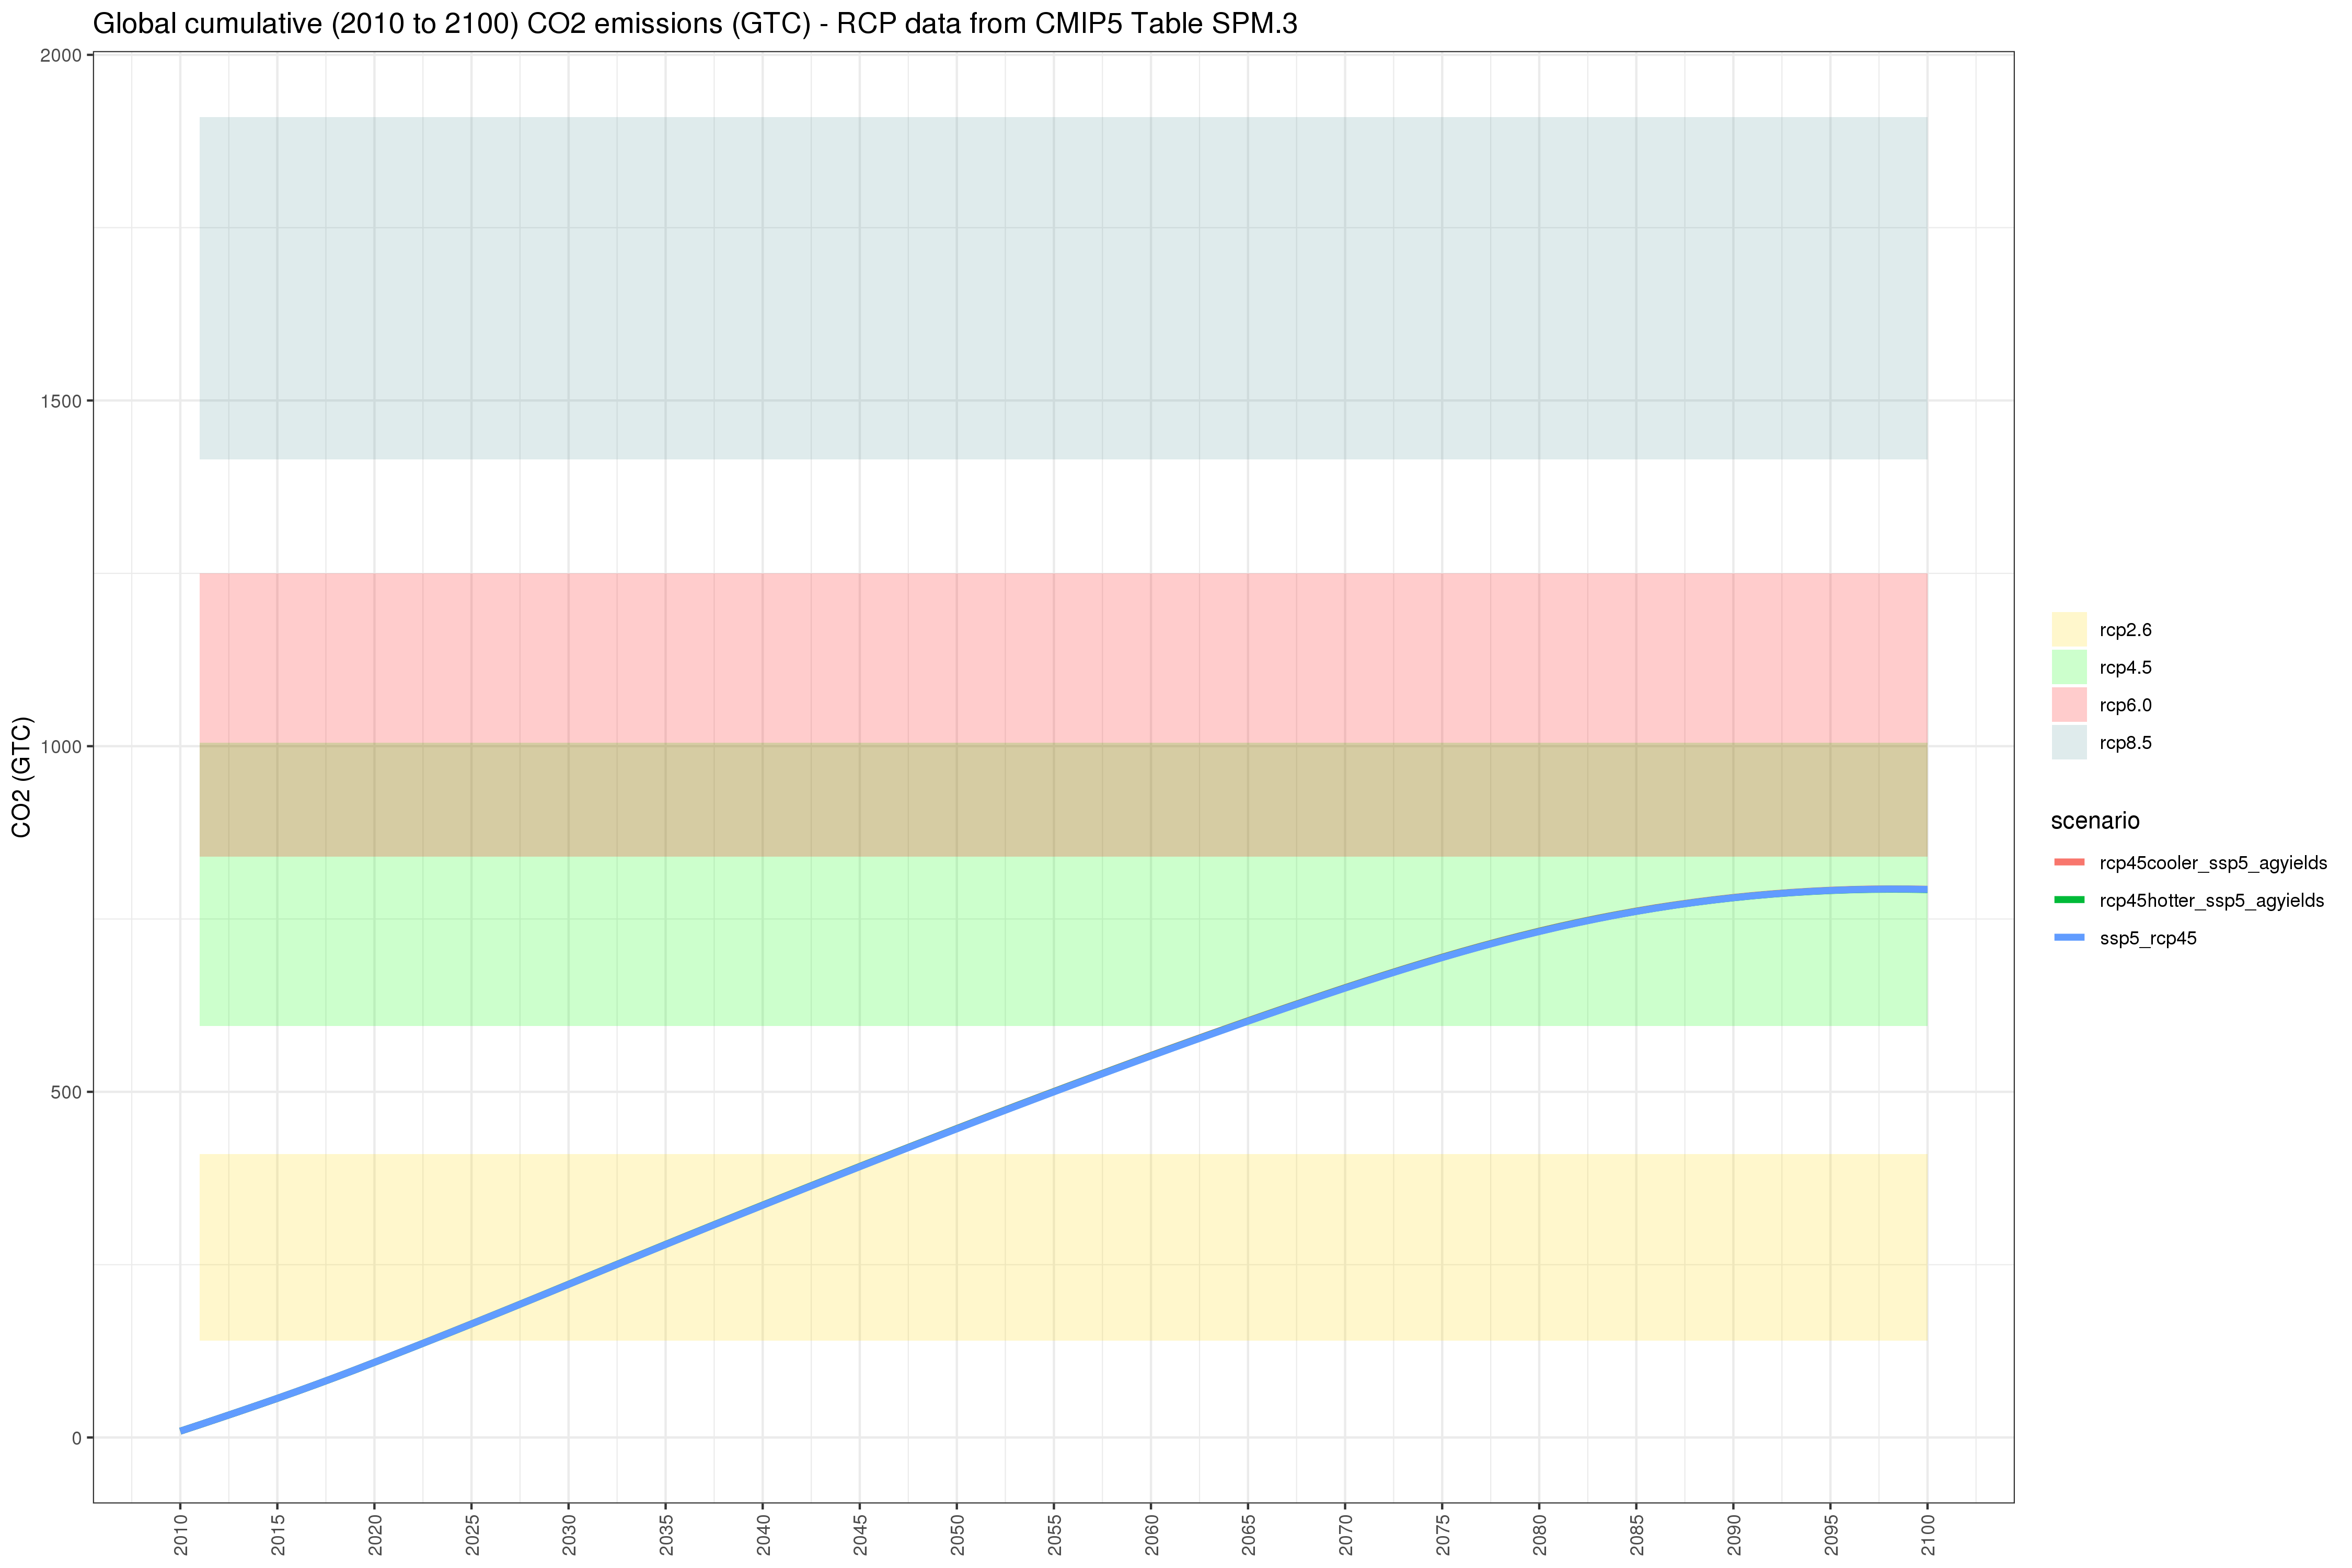 Global cumulative (2010 to 2100) CO2 emissions (GTC) - RCP data from CMIP5 Table SPM.3
CO2 (GTC)
2000
1500
1000
500
0
2010
2015
2020
2025
2030
2035
2040
2045
2050
2055
2060
2065
2070
2075
2080
2085
2090
2095
2100
rcp2.6
rcp4.5
rcp6.0
rcp8.5
scenario
rcp45cooler_ssp5_agyields
rcp45hotter_ssp5_agyields
ssp5_rcp45